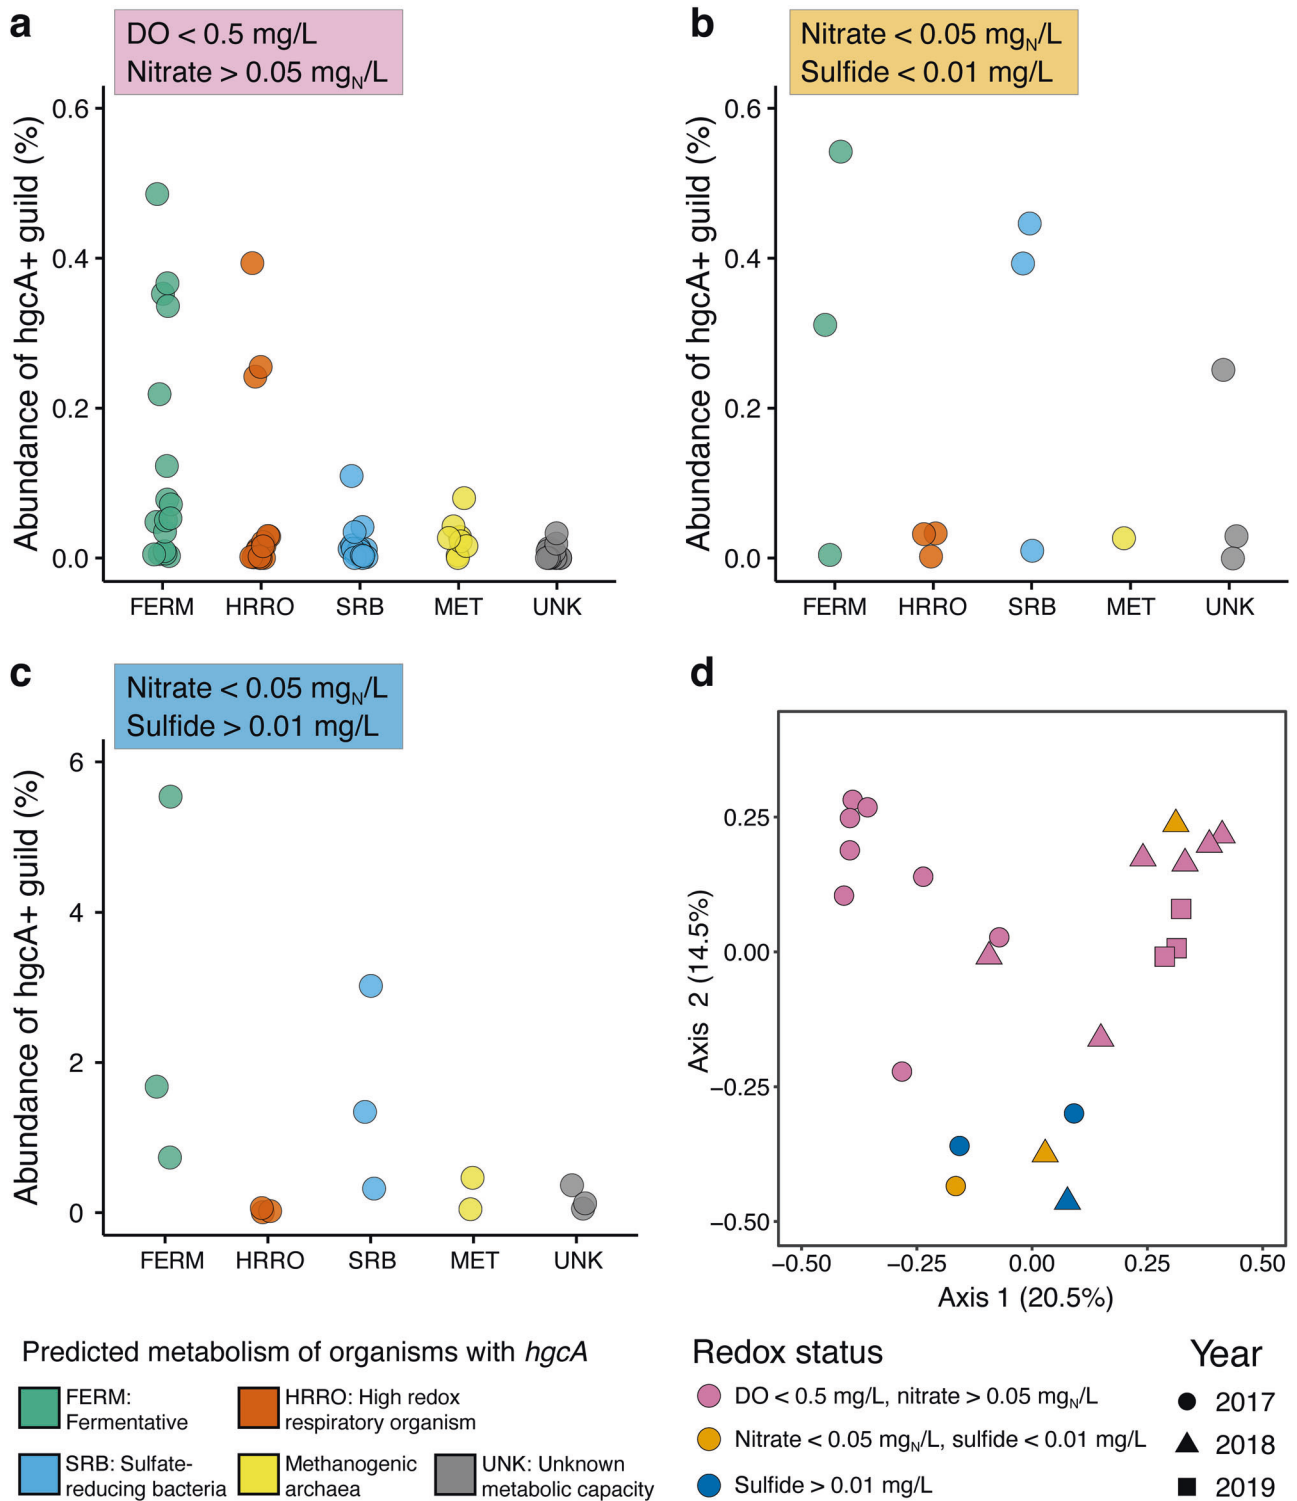 a
DO < 0.5 mg/L
Nitrate > 0.05 mgN/L
Abundance of hgcA+ guild (%)
0.6
0.4
0.2
0.0
FERM HRRO SRB MET UNK
b
Nitrate < 0.05 mgN/L
Sulfide < 0.01 mg/L
Abundance of hgcA+ guild (%)
0.6
0.4
0.2
0.0
FERM HRRO SRB MET UNK
c
Nitrate < 0.05 mgN/L
Sulfide > 0.01 mg/L
Abundance of hgcA+ guild (%)
6
4
2
0
FERM HRRO SRB MET UNK
d
Axis 2 (14.5%)
0.25
0.00
−0.25
−0.50
−0.50 −0.25 0.00 0.25 0.50
Axis 1 (20.5%)
Predicted metabolism of organisms with hgcA
FERM:
Fermentative
HRRO: High redox
respiratory organism
SRB: Sulfate-
reducing bacteria
Methanogenic
archaea
UNK: Unknown
metabolic capacity
Redox status
DO < 0.5 mg/L, nitrate > 0.05 mgN/L
Nitrate < 0.05 mgN/L, sulfide < 0.01 mg/L
Sulfide > 0.01 mg/L
Year
2017
2018
2019